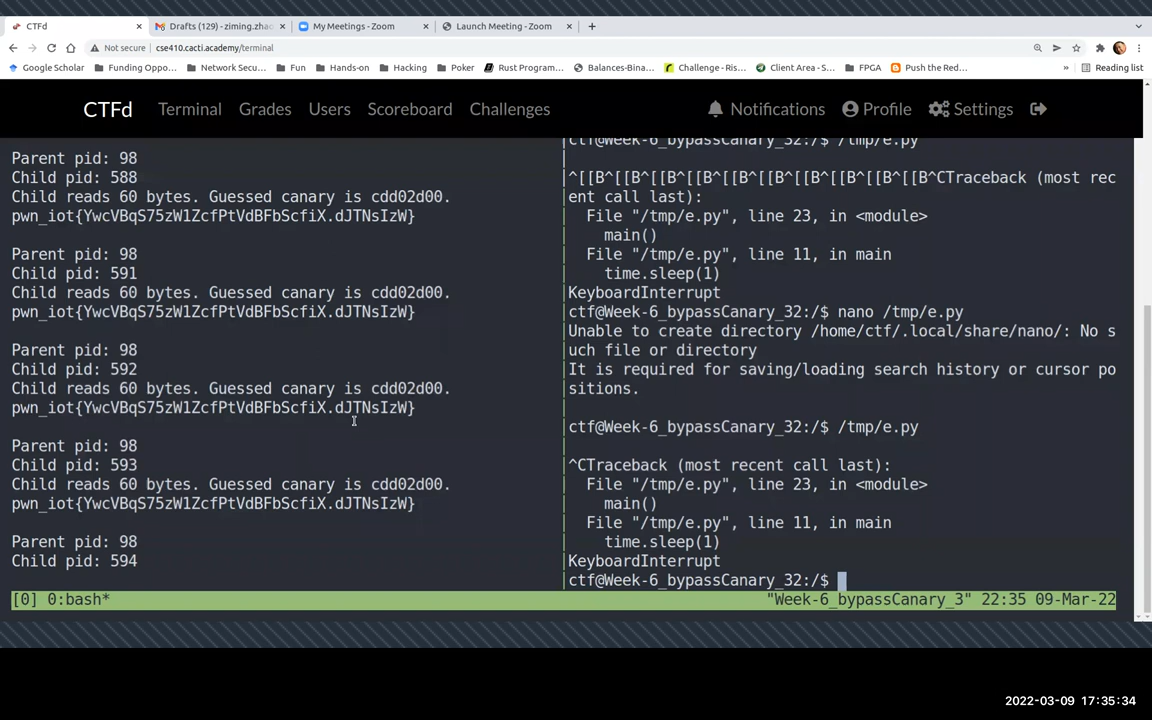 CTFd
Drafts (129) - ziming.zha
My Meetings - Zoom
Launch Meeting - Zoom
Not secure
cse410.cacti.academy/terminal
Google Scholar
Funding Oppo...
Network Secu...
Fun
Hands-on
Hacking
Poker
Rust Program...
Balances-Bina...
Challenge - Ris...
Client Area - S...
FPGA
Push the Red...
»
Reading list
CTFd
Terminal
Grades
Users
Scoreboard
Challenges
Notifications
Profile
Settings
Parent pid: 98
Child pid: 588
Child reads 60 bytes. Guessed canary is cdd02d00.
pwn_iot{YwcVBqS75zW1ZcfPtVdBFbScfiX.dJTNsIzW}
Parent pid: 98
Child pid: 591
Child reads 60 bytes. Guessed canary is cdd02d00.
pwn_iot{YwcVBqS75zW1ZcfPtVdBFbScfiX.dJTNsIzW}
Parent pid: 98
Child pid: 592
Child reads 60 bytes. Guessed canary is cdd02d00.
pwn_iot{YwcVBqS75zW1ZcfPtVdBFbScfiX.dJTNsIzW}
Parent pid: 98
Child pid: 593
Child reads 60 bytes. Guessed canary is cdd02d00.
pwn_iot{YwcVBqS75zW1ZcfPtVdBFbScfiX.dJTNsIzW}
Parent pid: 98
Child pid: 594
ctf@Week-6_bypassCanary_32:/$ /tmp/e.py
^[[B^[[B^[[B^[[B^[[B^[[B^[[B^[[B^[[B^[[B^CTraceback (most rec
ent call last):
File "/tmp/e.py", line 23, in <module>
main()
File "/tmp/e.py", line 11, in main
time.sleep(1)
KeyboardInterrupt
ctf@Week-6_bypassCanary_32:/$ nano /tmp/e.py
Unable to create directory /home/ctf/.local/share/nano/: No s
uch file or directory
It is required for saving/loading search history or cursor po
sitions.
ctf@Week-6_bypassCanary_32:/$ /tmp/e.py
^CTraceback (most recent call last):
File "/tmp/e.py", line 23, in <module>
main()
File "/tmp/e.py", line 11, in main
time.sleep(1)
KeyboardInterrupt
ctf@Week-6_bypassCanary_32:/$
[0] 0:bash*
"Week-6_bypassCanary_3" 22:35 09-Mar-22
2022-03-09 17:35:34